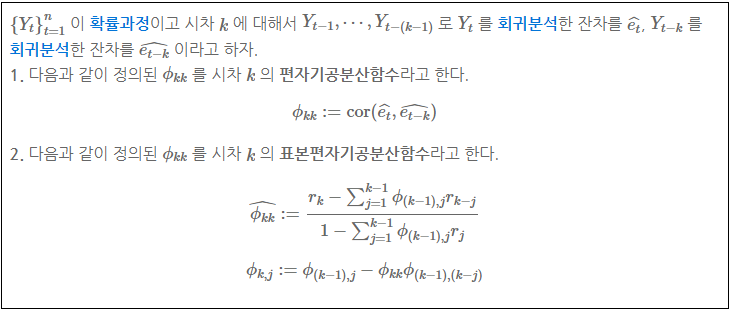 $\{Y_t\}_{t=1}^{n}$ 이 확률과정이고 시차 $k$ 에 대해서 $Y_{t-1}, \cdots, Y_{t-(k-1)}$ 로 $Y_t$ 를 회귀분석한 잔차를 $\widehat{e_t}$, $Y_{t-k}$ 를
회귀분석한 잔차를 $\widehat{e_{t-k}}$ 이라고 하자.
1. 다음과 같이 정의된 $\phi_{kk}$ 를 시차 $k$ 의 편자기공분산함수라고 한다.
$\phi_{kk} := \text{cor}(\widehat{e_t}, \widehat{e_{t-k}})$
2. 다음과 같이 정의된 $\phi_{kk}$ 를 시차 $k$ 의 표본편자기공분산함수라고 한다.
$\widehat{\phi_{kk}} := \frac{r_k - \sum_{j=1}^{k-1} \phi_{(k-1),j} r_{k-j}}{1 - \sum_{j=1}^{k-1} \phi_{(k-1),j} r_j}$
$\phi_{k,j} := \phi_{(k-1),j} - \phi_{kk} \phi_{(k-1),(k-j)}$